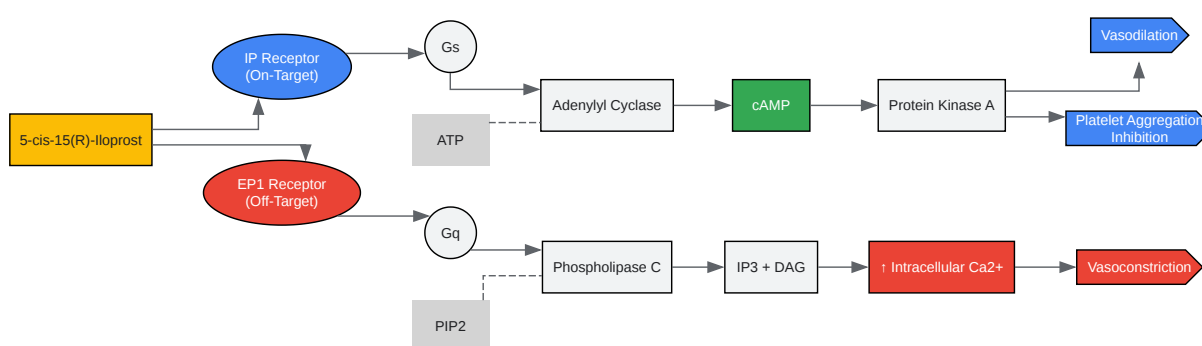 5-cis-15(R)-Iloprost
IP Receptor
(On-Target)
Gs
ATP
Adenylyl Cyclase
cAMP
Protein Kinase A
Vasodilation
Platelet Aggregation
Inhibition
EP1 Receptor
(Off-Target)
Gq
PIP2
Phospholipase C
IP3 + DAG
↑ Intracellular Ca2+
Vasoconstriction